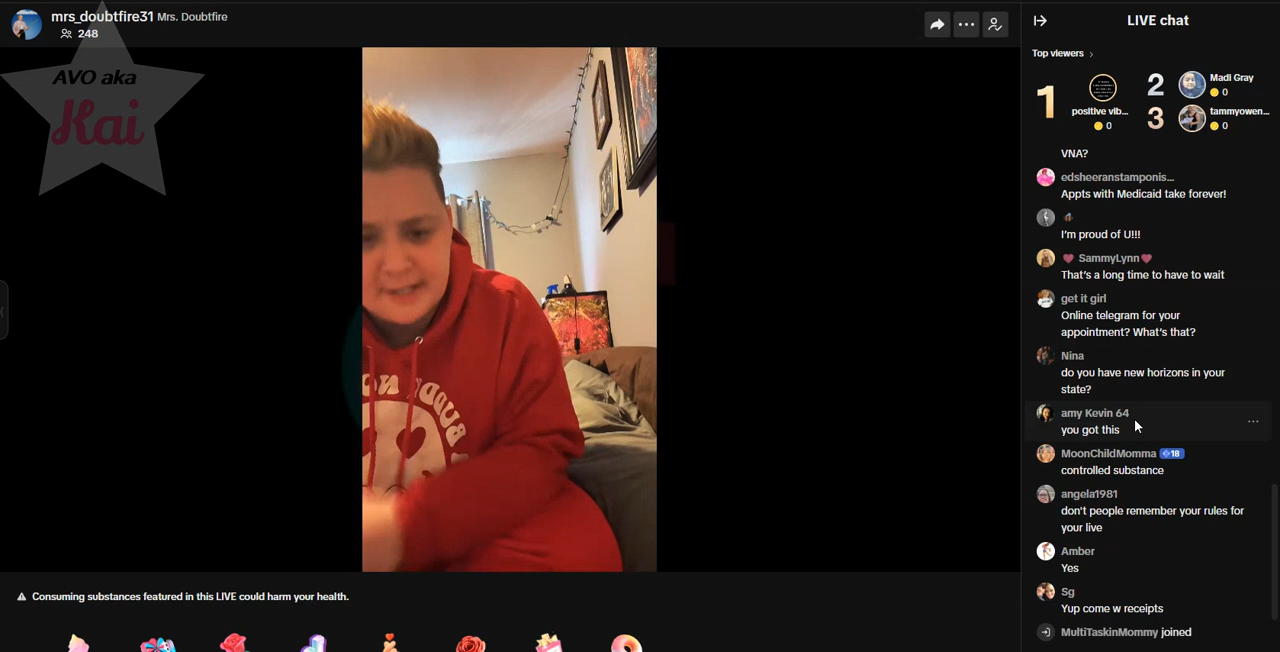 mrs_doubtfire31 Mrs. Doubtfire
248
AVO aka
Kai
LIVE chat
Top viewers
1
positive vib...
0
2
Madi Gray
0
3
tammyowen...
0
VNA?
edsheeranstamponis...
Appts with Medicaid take forever!
I'm proud of U!!!
SammyLynn
That's a long time to have to wait
get it girl
Online telegram for your
appointment? What's that?
Nina
do you have new horizons in your
state?
amy Kevin 64
you got this
MoonChildMomma 18
controlled substance
angela1981
don't people remember your rules for
your live
Amber
Yes
Sg
Yup come w receipts
MultiTaskinMommy joined
Consuming substances featured in this LIVE could harm your health.